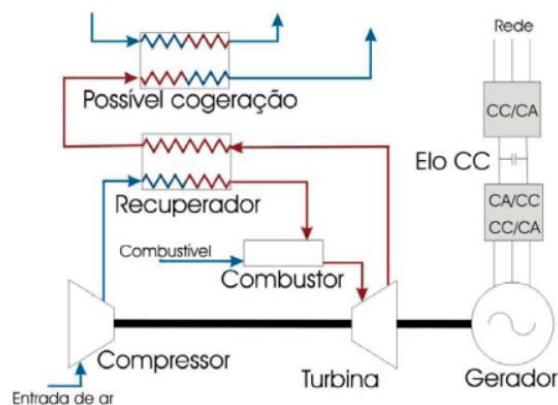 Rede
CC/CA
Possível cogeração
Elo CC
CA/CC
CC/CA
Recuperador
Combustível
Combustor
Compressor
Turbina
Gerador
Entrada de ar